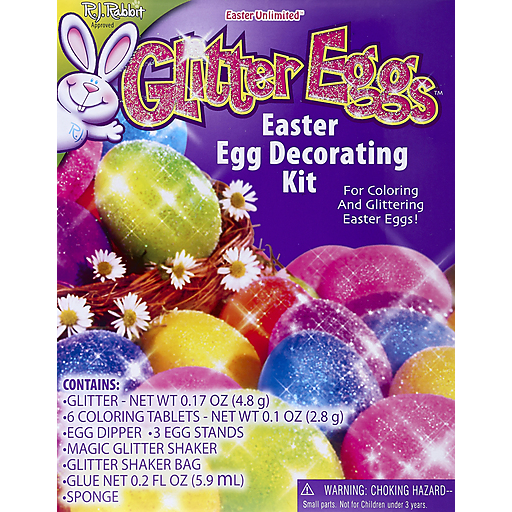 R.J. Rabbit
Approved
Easter Unlimited™
Glitter Eggs™
Easter
Egg Decorating
Kit
For Coloring
And Glittering
Easter Eggs!
CONTAINS:
•GLITTER - NET WT 0.17 OZ (4.8 g)
•6 COLORING TABLETS - NET WT 0.1 OZ (2.8 g)
•EGG DIPPER •3 EGG STANDS
•MAGIC GLITTER SHAKER
•GLITTER SHAKER BAG
•GLUE NET 0.2 FL OZ (5.9 mL)
•SPONGE
⚠ WARNING: CHOKING HAZARD--
Small parts. Not for Children under 3 years.